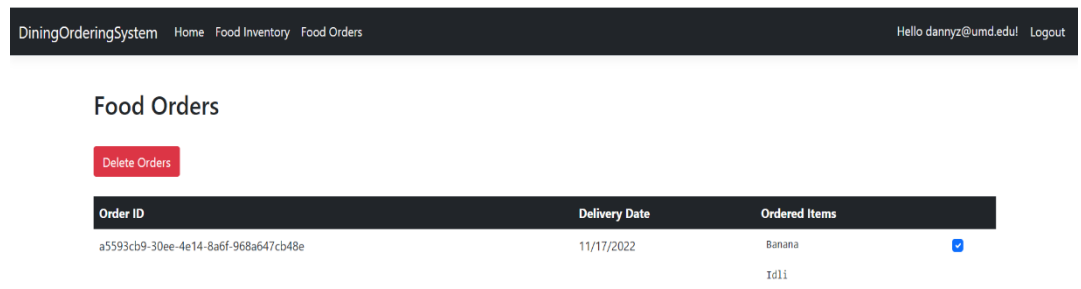 DiningOrderingSystem Home Food Inventory Food Orders Hello dannyz@umd.edu! Logout
Food Orders
Delete Orders
Order ID Delivery Date Ordered Items
a5593cb9-30ee-4e14-8a6f-968a647cb48e 11/17/2022 Banana
Idli